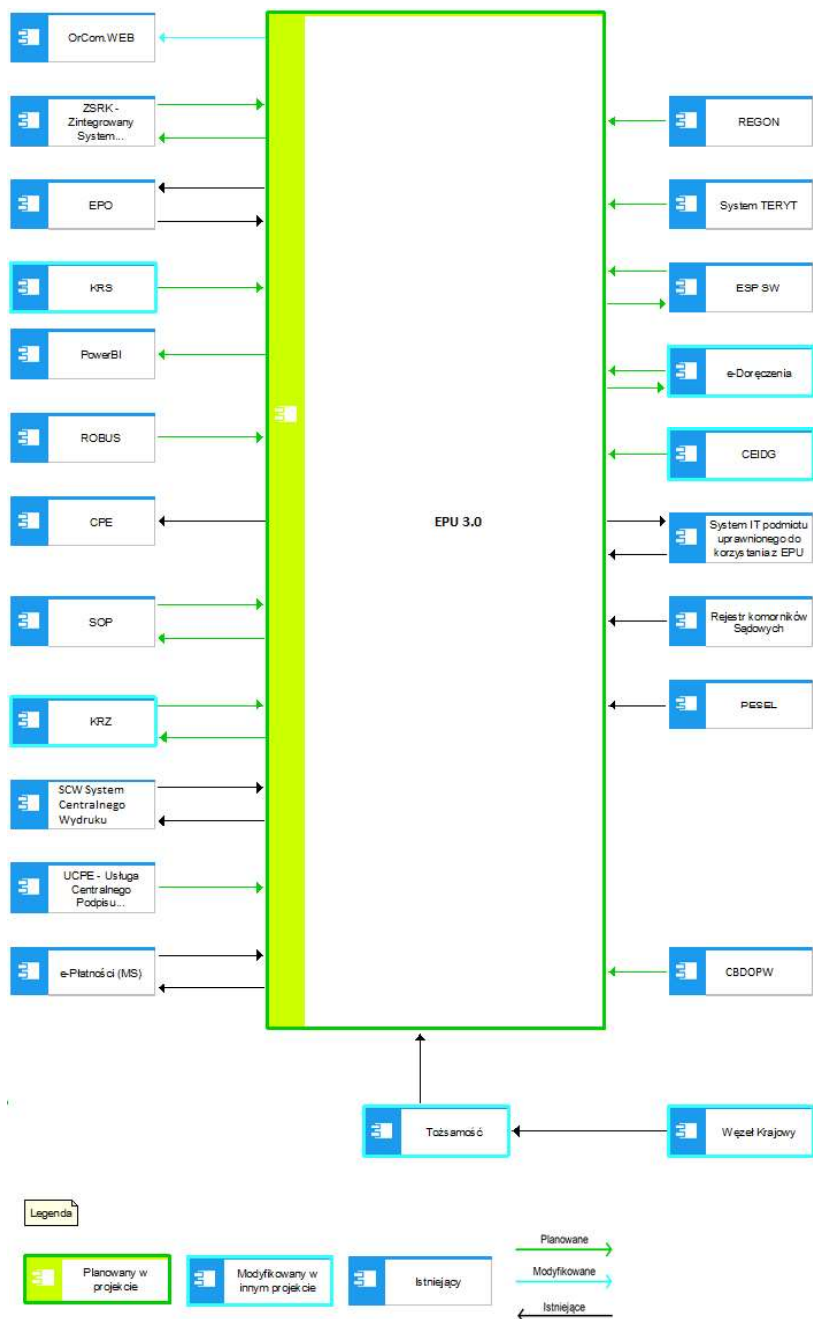 OrCom.WEB
ZSRK -
Zintegrowany
System...
EPO
KRS
PowerBI
ROBUS
CPE
SOP
KRZ
SCW System
Centralnego
Wydruku
UCPE - Usługa
Centralnego
Podpisu...
e-Płatności (MS)
EPU 3.0
REGON
System TERYT
ESP SW
e-Doręczenia
CEIDG
System IT podmiotu
uprawnionego do
korzystania z EPU
Rejestr komorników
Sądowych
PESEL
CBDOPW
Tożsamość
Węzeł Krajowy
Legenda
Planowany w
projekcie
Modyfikowany w
innym projekcie
Istniejący
Planowane
Modyfikowane
Istniejące